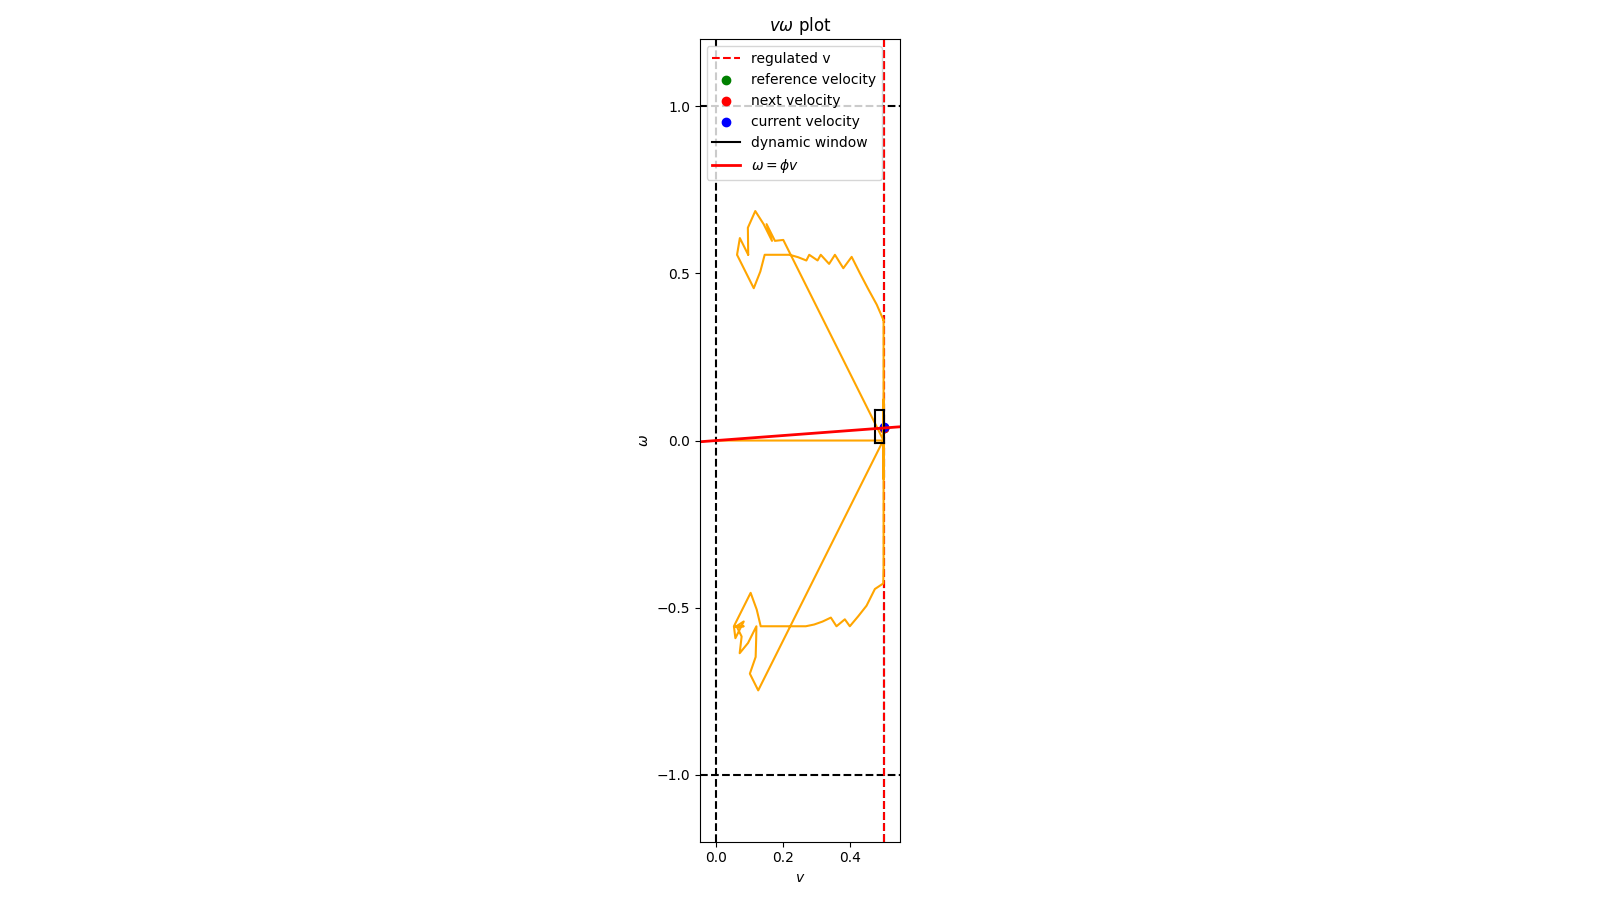 vω plot
regulated v
reference velocity
next velocity
current velocity
dynamic window
ω = ϕv
1.0
0.5
0.0
−0.5
−1.0
ω
0.0 0.2 0.4
v